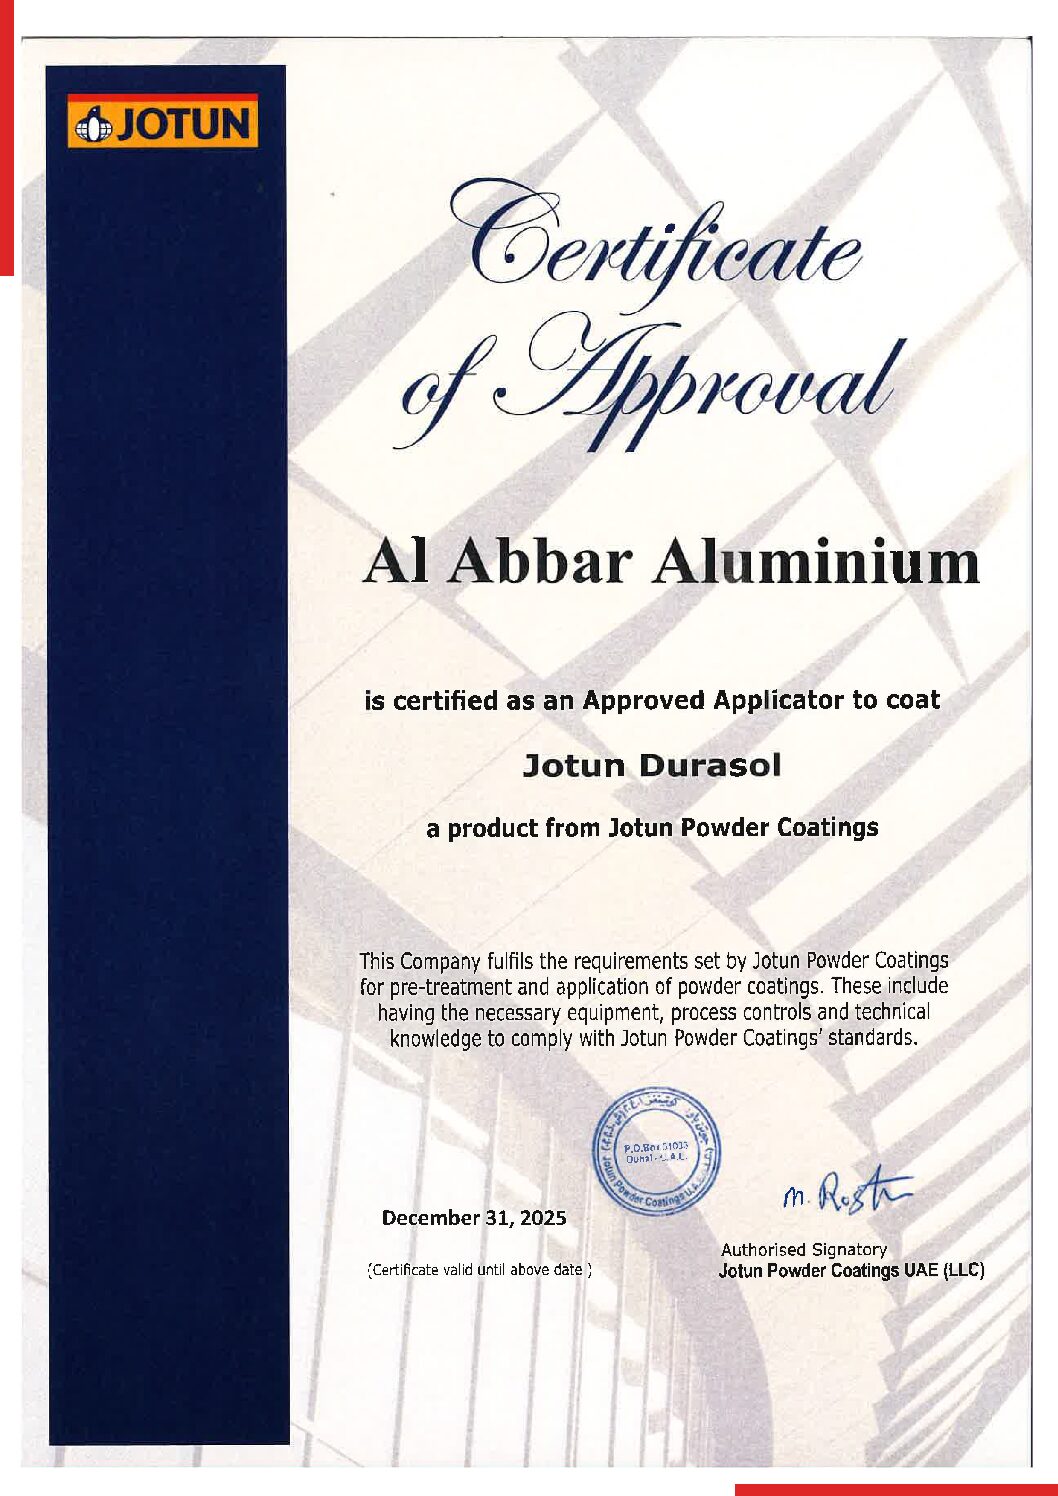 JOTUN
Certificate
of Approval
Al Abbar Aluminium
is certified as an Approved Applicator to coat
Jotun Durasol
a product from Jotun Powder Coatings
This Company fulfils the requirements set by Jotun Powder Coatings
for pre-treatment and application of powder coatings. These include
having the necessary equipment, process controls and technical
knowledge to comply with Jotun Powder Coatings' standards.
P.O.Box
Dubai - U.A.E.
Jotun Powder Coatings U.A.E.
December 31, 2025
(Certificate valid until above date )
Authorised Signatory
Jotun Powder Coatings UAE (LLC)